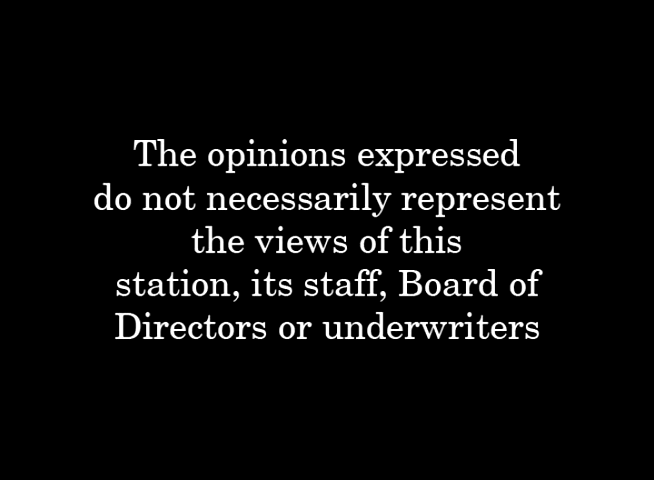 The opinions expressed
do not necessarily represent
the views of this
station, its staff, Board of
Directors or underwriters